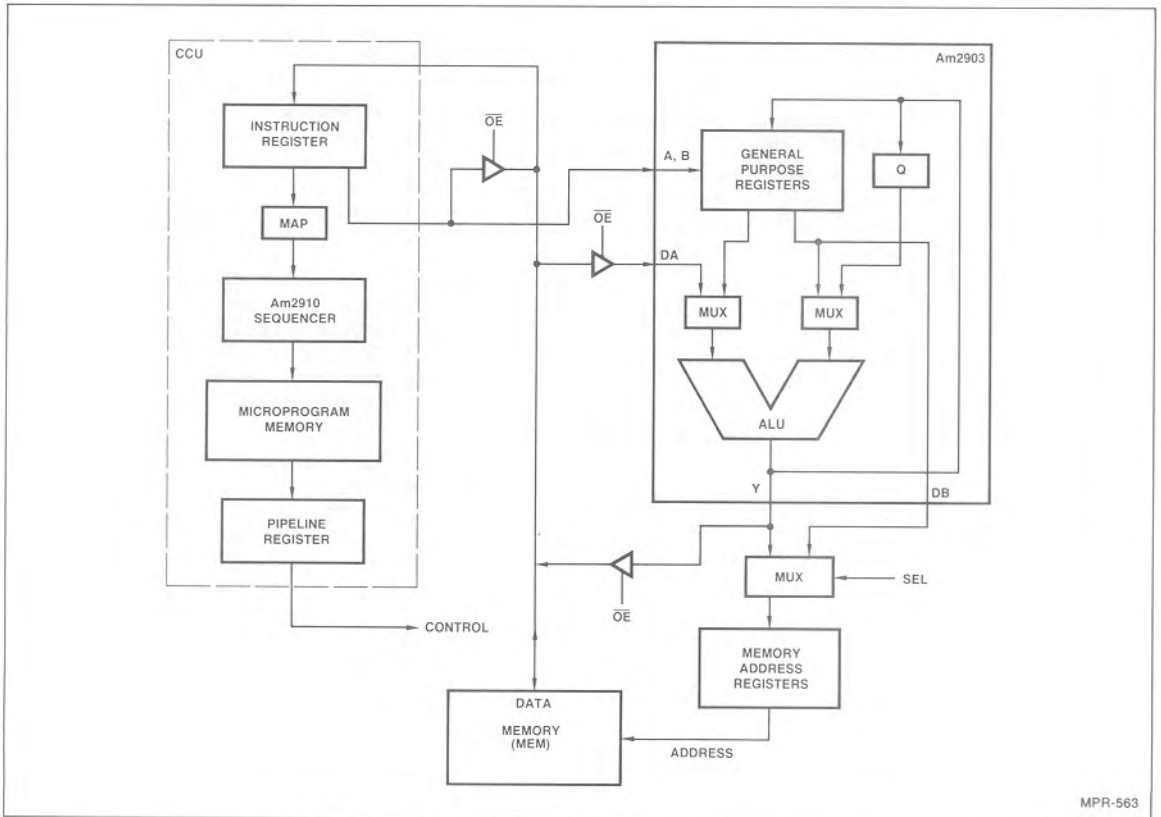 CCU
INSTRUCTION
REGISTER
MAP
Am2910
SEQUENCER
MICROPROGRAM
MEMORY
PIPELINE
REGISTER
CONTROL
OE
OE
Am2903
A, B
GENERAL
PURPOSE
REGISTERS
Q
DA
MUX
MUX
ALU
Y
DB
OE
MUX
SEL
MEMORY
ADDRESS
REGISTERS
DATA
MEMORY
(MEM)
ADDRESS
MPR-563